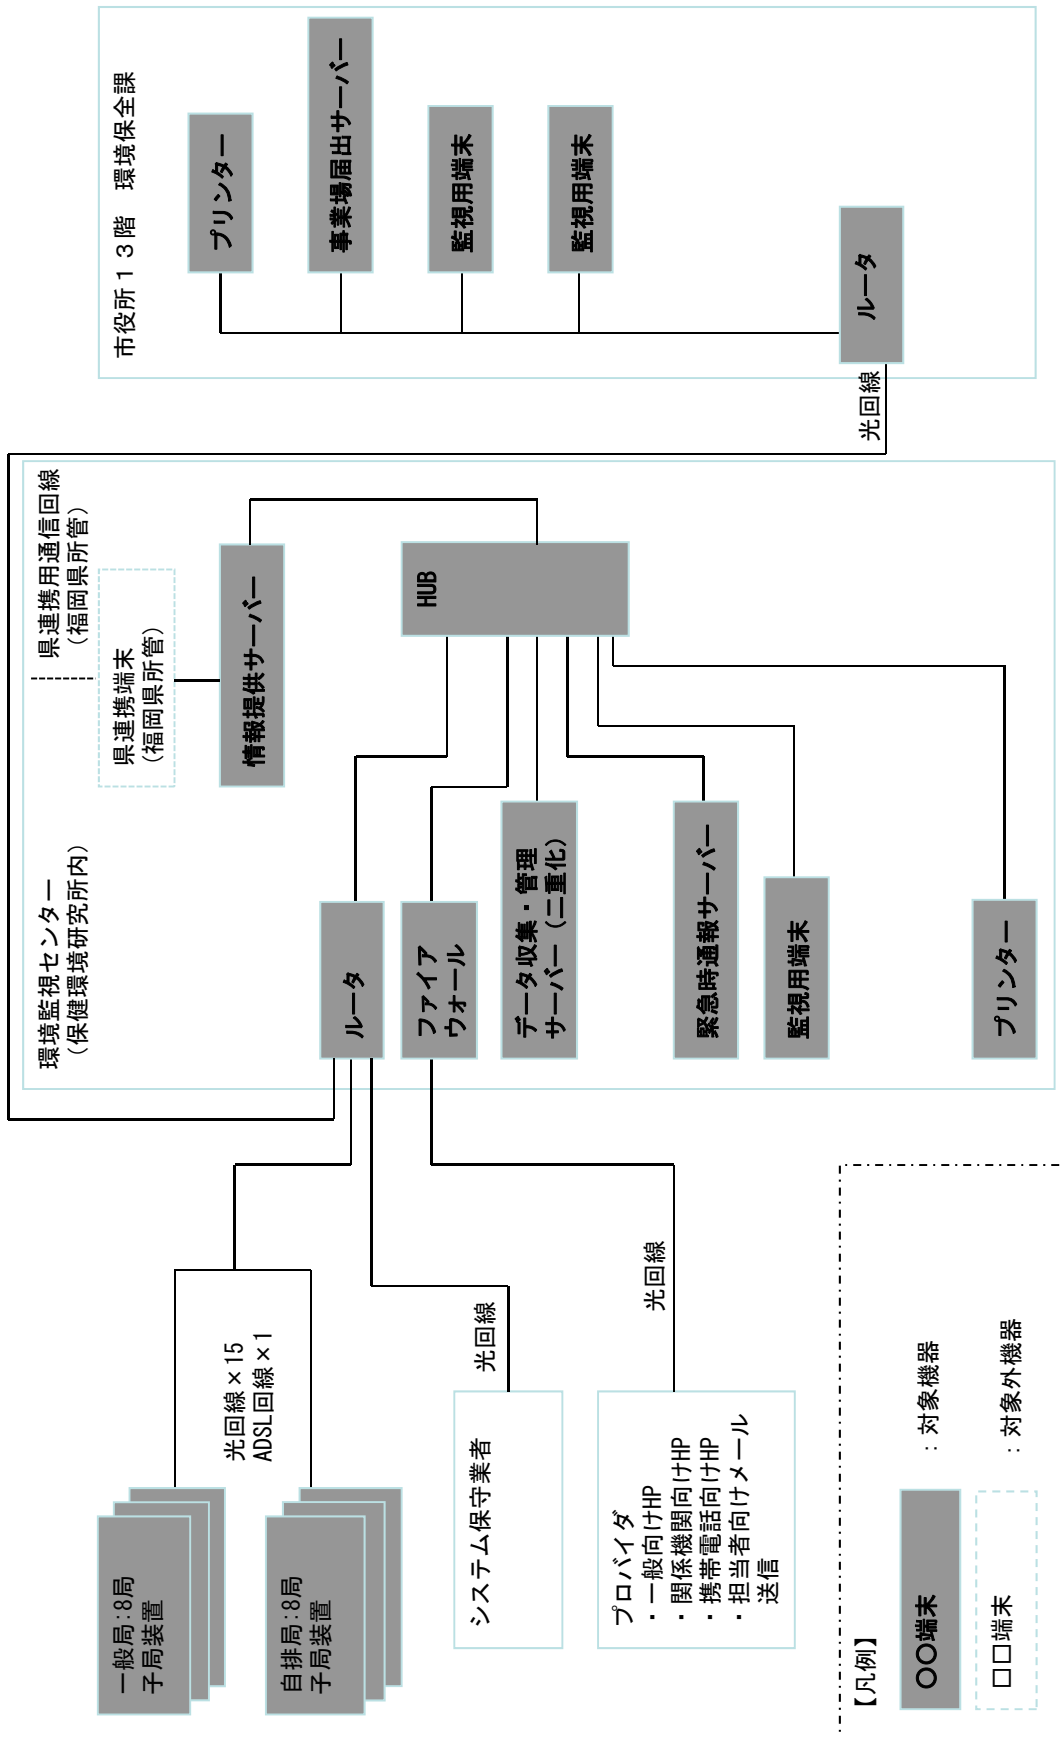 一般局：8局
子局装置
自排局：8局
子局装置
光回線×15
ADSL回線×1
システム保守業者
光回線
プロバイダ
・一般向けHP
・関係機関向けHP
・携帯電話向けHP
・担当者向けメール
送信
光回線
【凡例】
〇〇端末
：対象機器
□□端末
：対象外機器
環境監視センター
（保健環境研究所内）
県連携用通信回線
（福岡県所管）
県連携端末
（福岡県所管）
情報提供サーバー
ルータ
ファイア
ウォール
データ収集・管理
サーバー（二重化）
緊急時通報サーバー
監視用端末
プリンター
HUB
市役所１３階　環境保全課
プリンター
事業場届出サーバー
監視用端末
監視用端末
ルータ
光回線